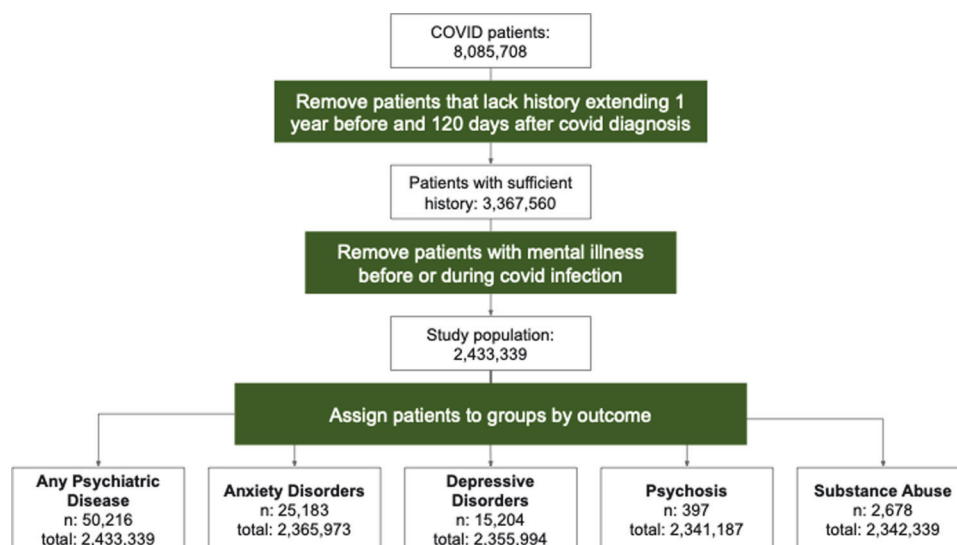 COVID patients:
8,085,708
Remove patients that lack history extending 1
year before and 120 days after covid diagnosis
Patients with sufficient
history: 3,367,560
Remove patients with mental illness
before or during covid infection
Study population:
2,433,339
Assign patients to groups by outcome
Any Psychiatric
Disease
n: 50,216
total: 2,433,339
Anxiety Disorders
n: 25,183
total: 2,365,973
Depressive
Disorders
n: 15,204
total: 2,355,994
Psychosis
n: 397
total: 2,341,187
Substance Abuse
n: 2,678
total: 2,342,339